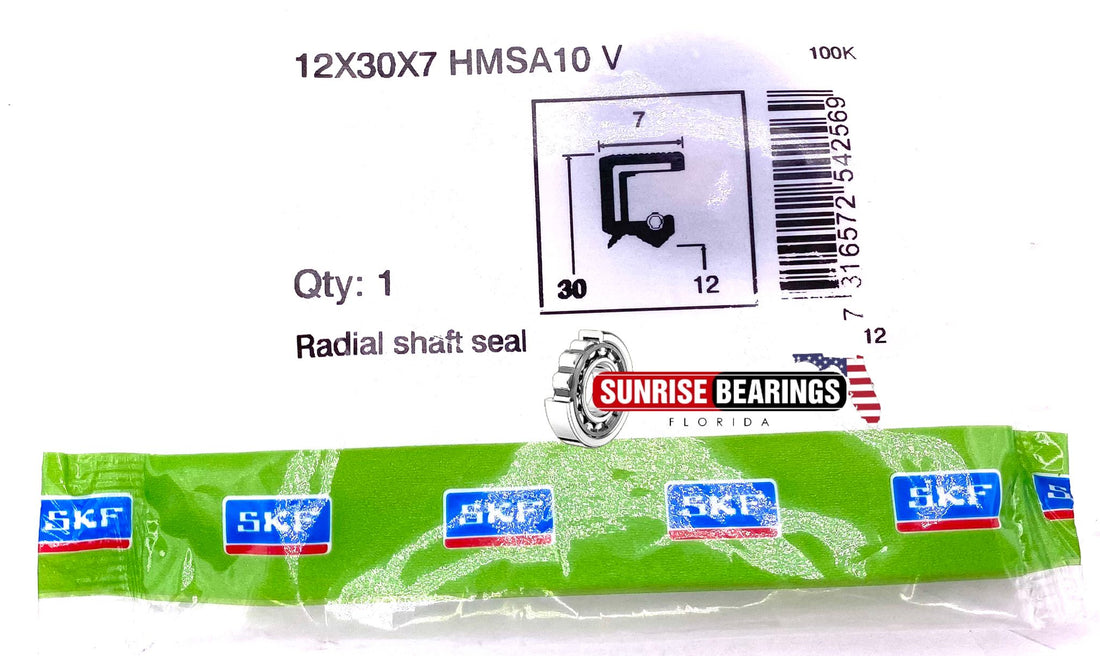 12X30X7 HMSA10 V
100K
7
30
12
7 316572 542569
Qty: 1
Radial shaft seal
12
SUNRISE BEARINGS
FLORIDA
SKF
SKF
SKF
SKF
SKF
S